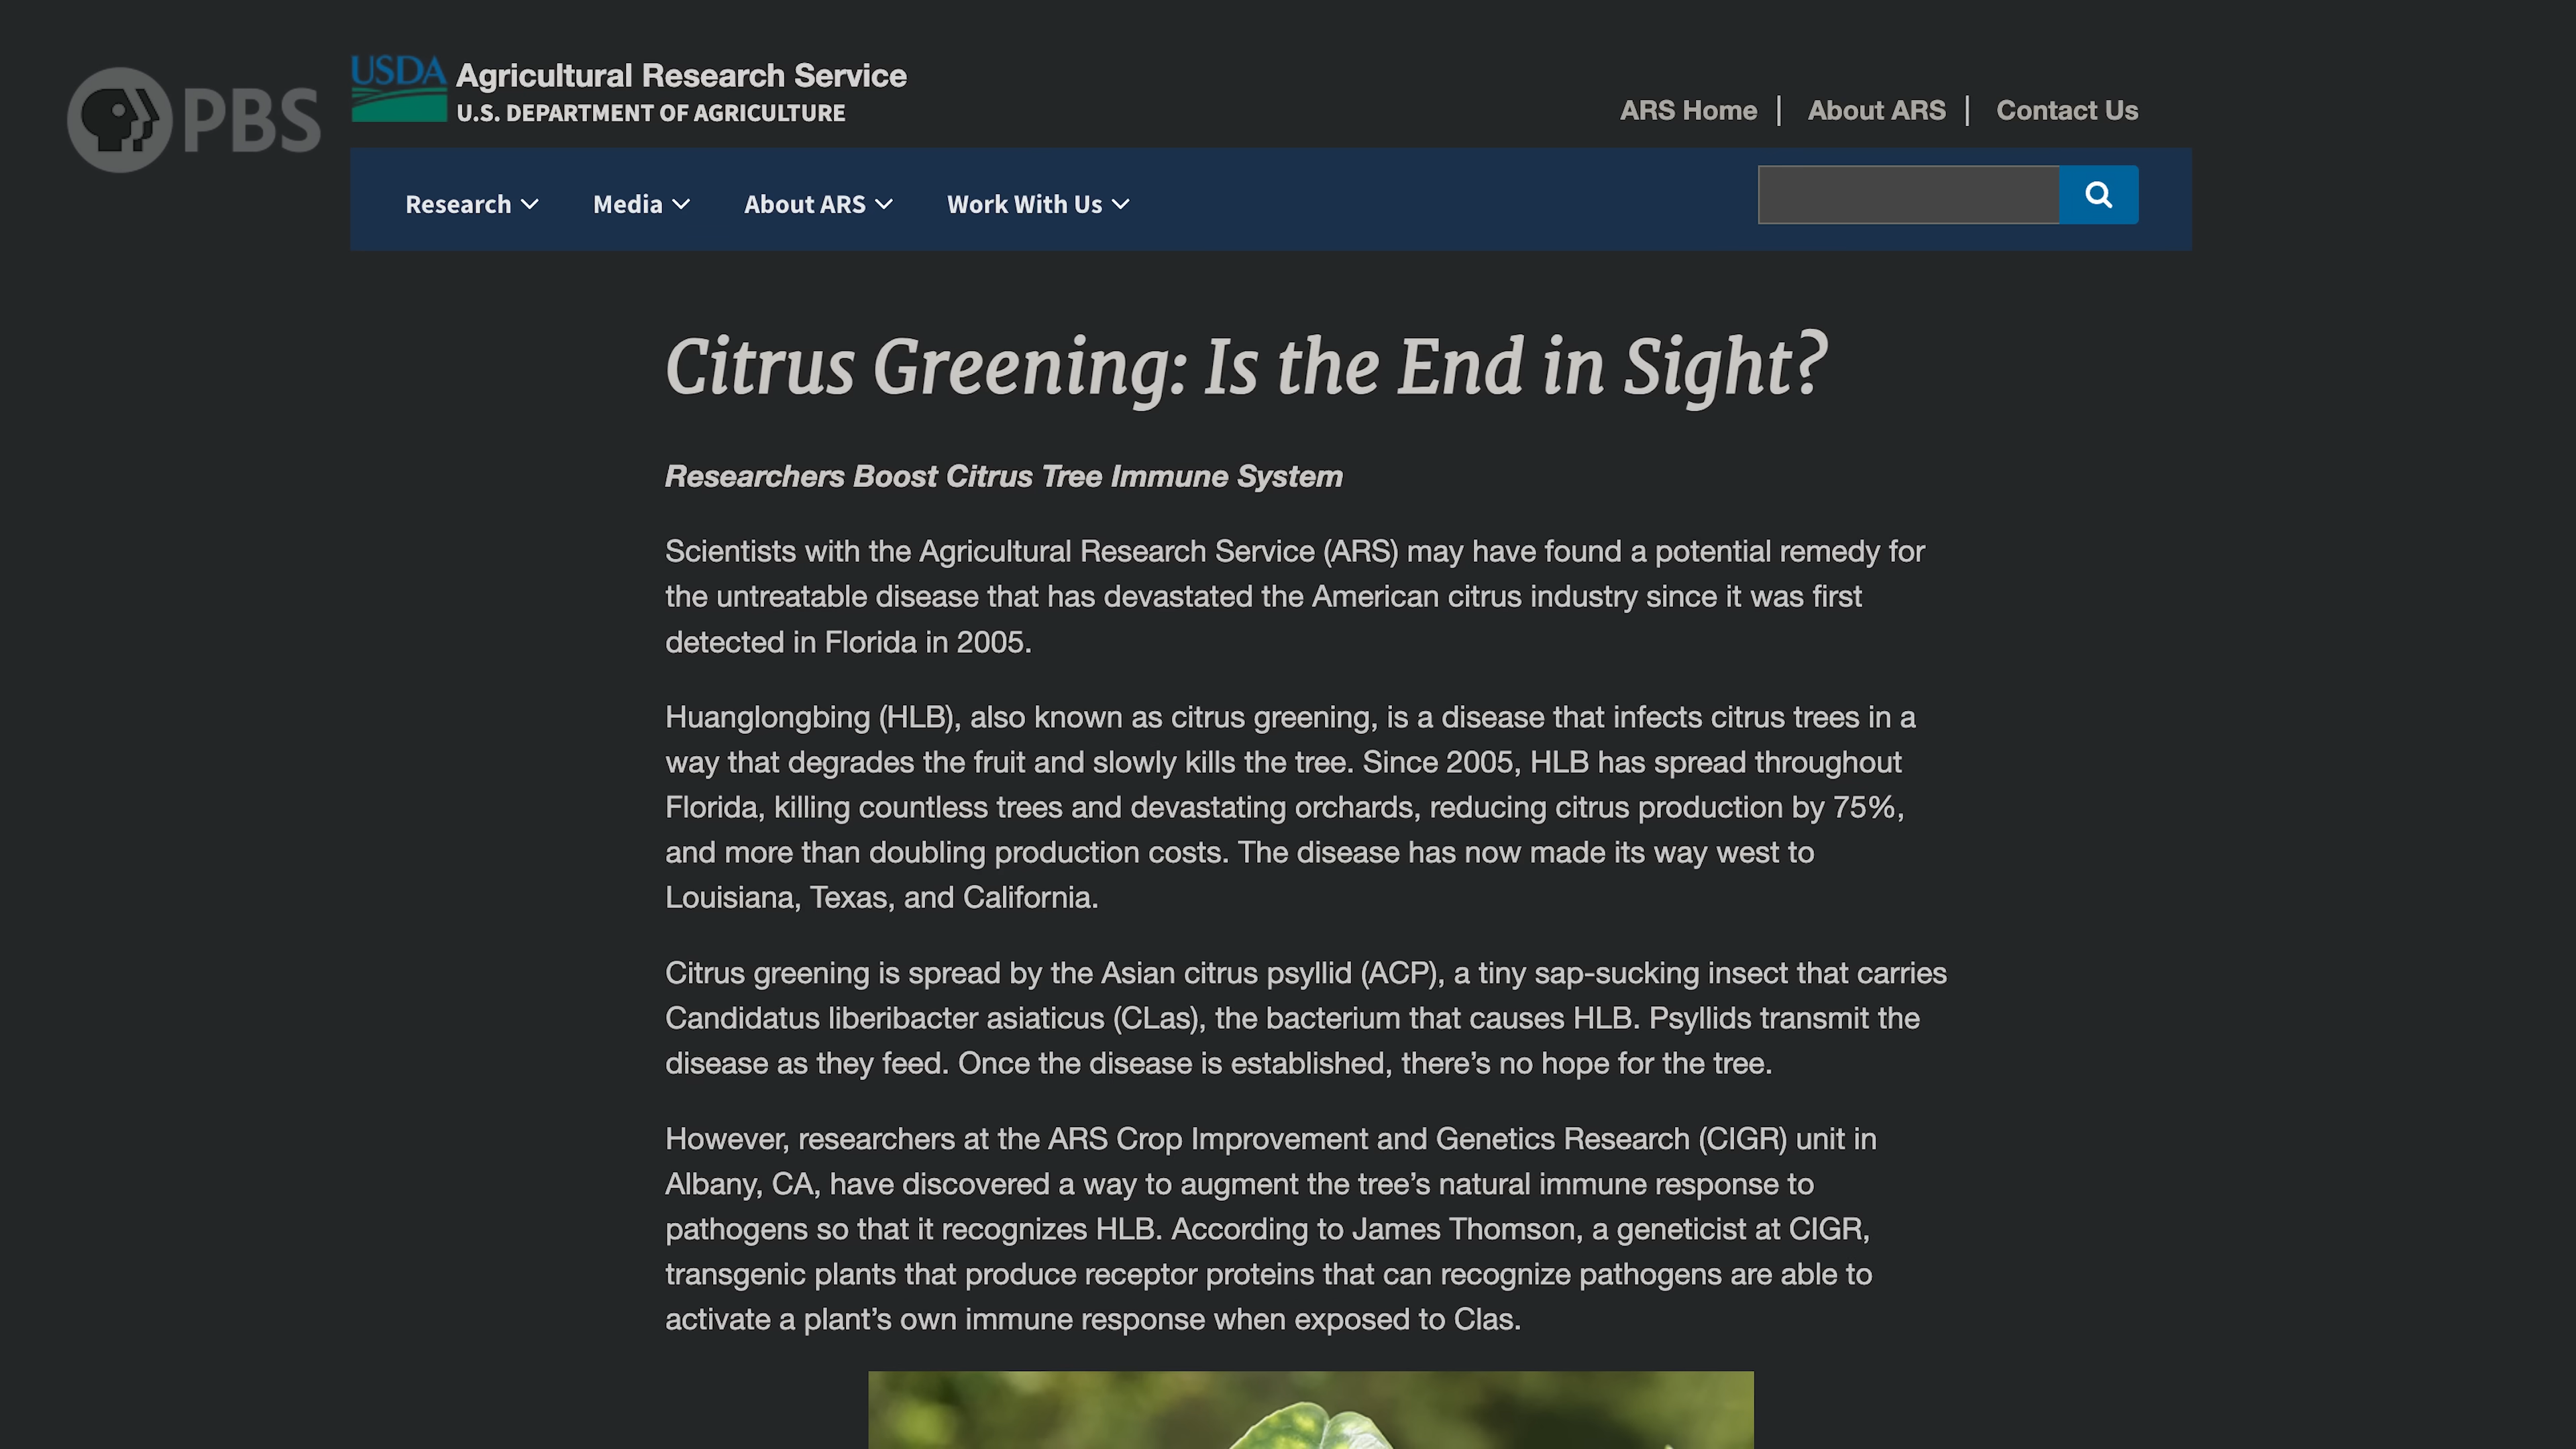 PBS
USDA
Agricultural Research Service
U.S. DEPARTMENT OF AGRICULTURE
ARS Home | About ARS | Contact Us
Research Media About ARS Work With Us
Citrus Greening: Is the End in Sight?
Researchers Boost Citrus Tree Immune System
Scientists with the Agricultural Research Service (ARS) may have found a potential remedy for
the untreatable disease that has devastated the American citrus industry since it was first
detected in Florida in 2005.
Huanglongbing (HLB), also known as citrus greening, is a disease that infects citrus trees in a
way that degrades the fruit and slowly kills the tree. Since 2005, HLB has spread throughout
Florida, killing countless trees and devastating orchards, reducing citrus production by 75%,
and more than doubling production costs. The disease has now made its way west to
Louisiana, Texas, and California.
Citrus greening is spread by the Asian citrus psyllid (ACP), a tiny sap-sucking insect that carries
Candidatus liberibacter asiaticus (CLas), the bacterium that causes HLB. Psyllids transmit the
disease as they feed. Once the disease is established, there’s no hope for the tree.
However, researchers at the ARS Crop Improvement and Genetics Research (CIGR) unit in
Albany, CA, have discovered a way to augment the tree’s natural immune response to
pathogens so that it recognizes HLB. According to James Thomson, a geneticist at CIGR,
transgenic plants that produce receptor proteins that can recognize pathogens are able to
activate a plant’s own immune response when exposed to Clas.